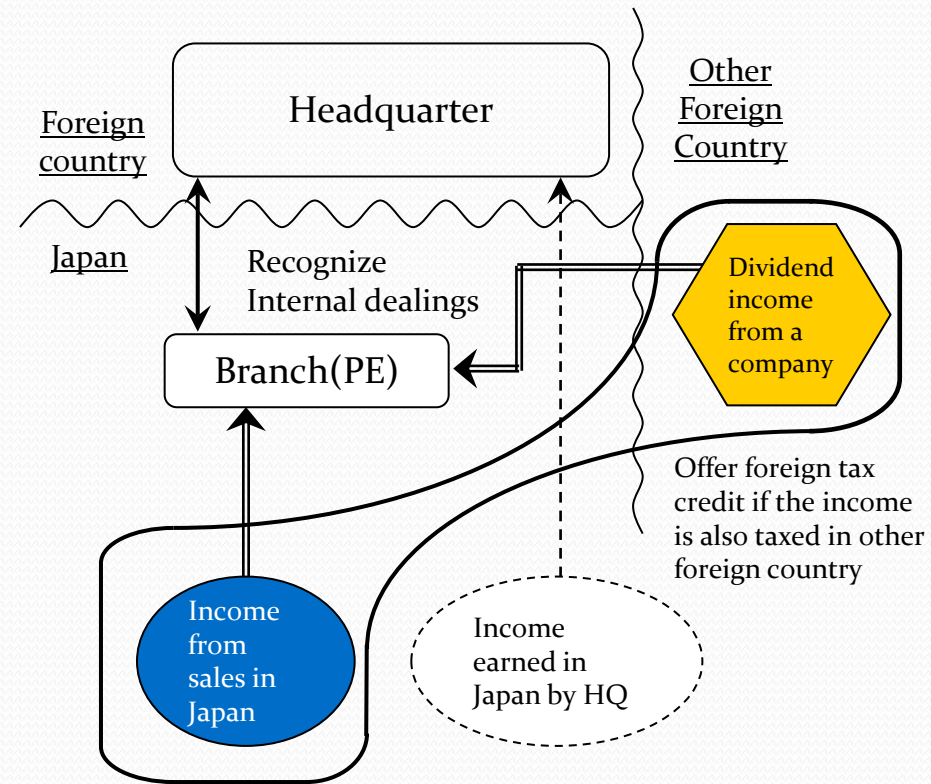 Headquarter
Other
Foreign
Country
Foreign
country
Japan
Recognize
Internal dealings
Dividend
income
from a
company
Branch(PE)
Offer foreign tax
credit if the income
is also taxed in other
foreign country
Income
from
sales in
Japan
Income
earned in
Japan by HQ